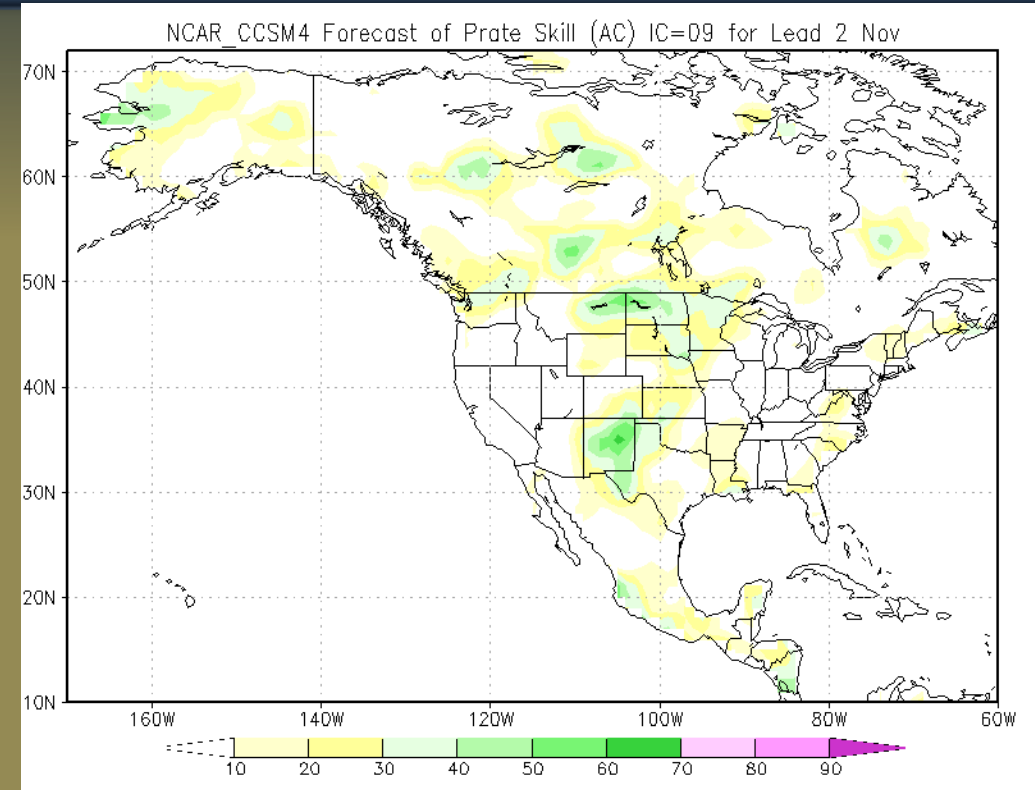 NCAR_CCSM4 Forecast of Prate Skill (AC) IC=09 for Lead 2 Nov
70N
60N
50N
40N
30N
20N
10N
160W 140W 120W 100W 80W 60W
10 20 30 40 50 60 70 80 90